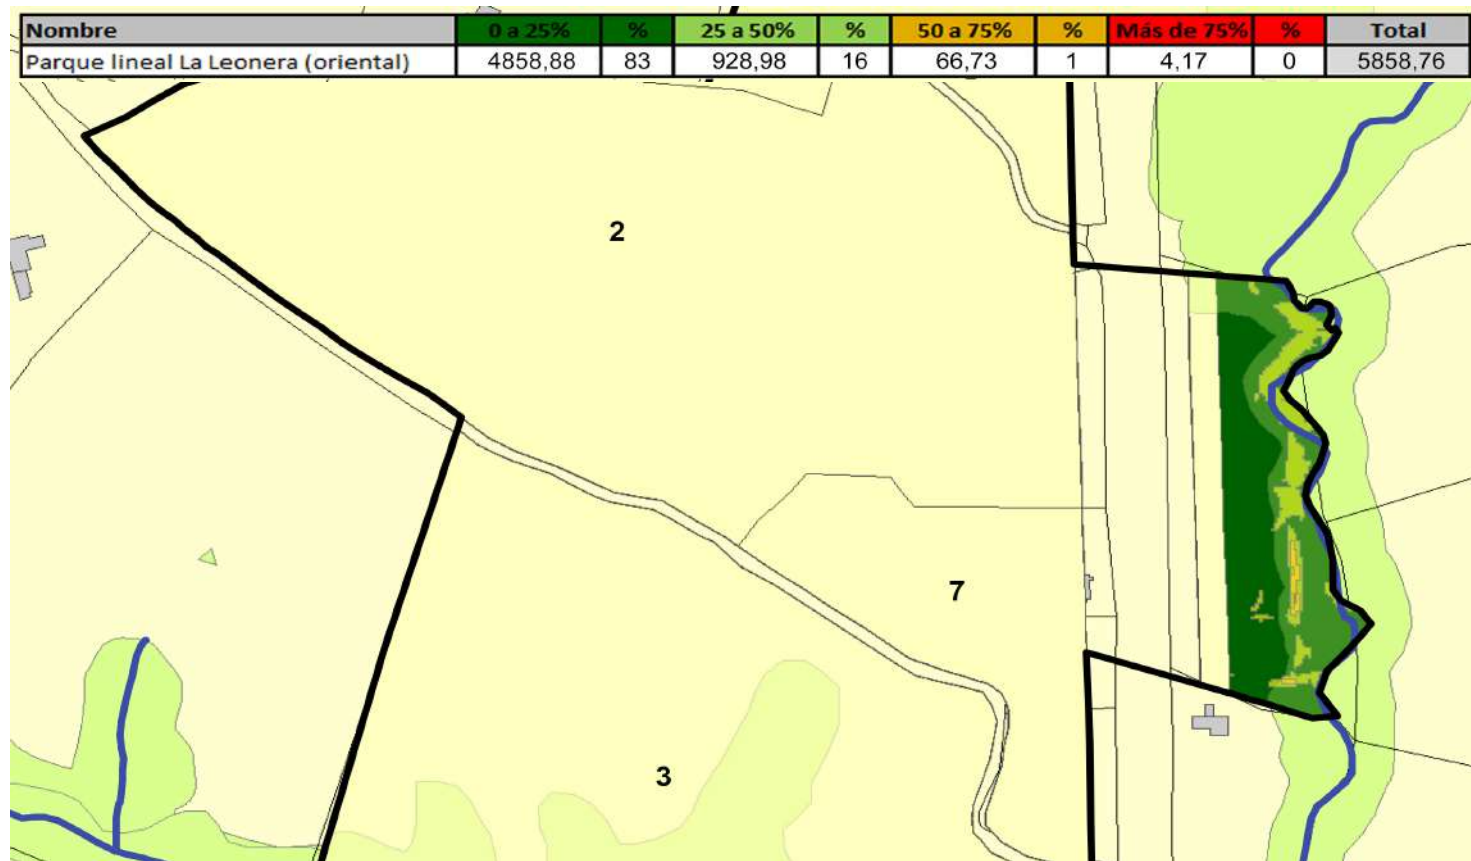 Nombre 0 a 25% % 25 a 50% % 50 a 75% % Más de 75% % Total
Parque lineal La Leonera (oriental) 4858,88 83 928,98 16 66,73 1 4,17 0 5858,76
2
7
3